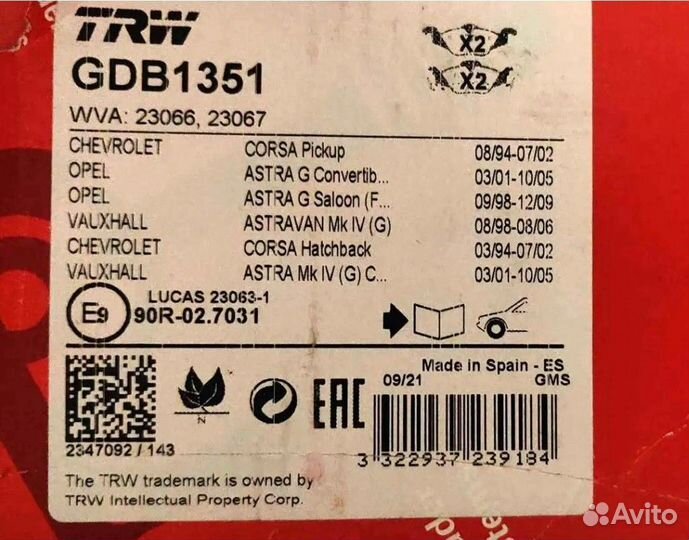 TRW
GDB1351
X2
X2
WVA: 23066, 23067
CHEVROLET CORSA Pickup 08/94-07/02
OPEL ASTRA G Convertib... 03/01-10/05
OPEL ASTRA G Saloon (F... 09/98-12/09
VAUXHALL ASTRAVAN Mk IV (G) 08/98-08/06
CHEVROLET CORSA Hatchback 03/94-07/02
VAUXHALL ASTRA Mk IV (G) C... 03/01-10/05
LUCAS 23063-1
E9 90R-02.7031
Made in Spain - ES
09/21 GMS
N
EAC
2347092 / 143
3 322937 239184
The TRW trademark is owned by
TRW Intellectual Property Corp.
Avito